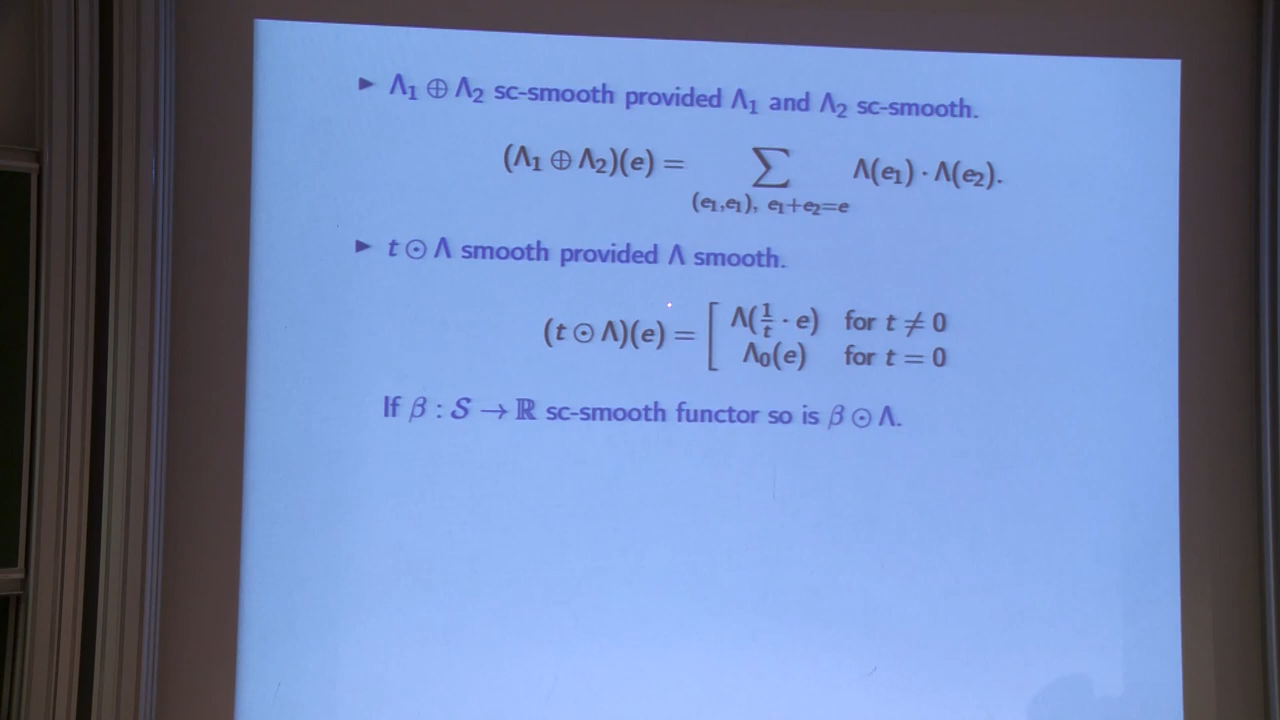 ▶ Λ₁ ⊕ Λ₂ sc-smooth provided Λ₁ and Λ₂ sc-smooth.
(Λ₁ ⊕ Λ₂)(e) = ∑ Λ(e₁) · Λ(e₂).
(e₁,e₁), e₁+e₂=e
▶ t ⊙ Λ smooth provided Λ smooth.
(t ⊙ Λ)(e) = [ Λ(1/t · e) for t ≠ 0
Λ₀(e) for t = 0
If β : S → ℝ sc-smooth functor so is β ⊙ Λ.